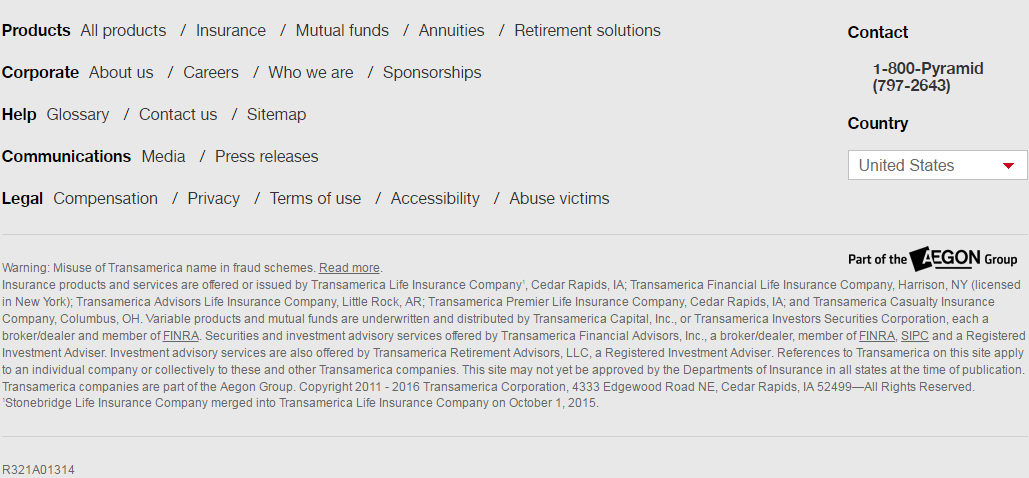 Products All products / Insurance / Mutual funds / Annuities / Retirement solutions
Corporate About us / Careers / Who we are / Sponsorships
Help Glossary / Contact us / Sitemap
Communications Media / Press releases
Legal Compensation / Privacy / Terms of use / Accessibility / Abuse victims
Contact
1-800-Pyramid
(797-2643)
Country
United States
Part of the AEGON Group
Warning: Misuse of Transamerica name in fraud schemes. Read more.
Insurance products and services are offered or issued by Transamerica Life Insurance Company¹, Cedar Rapids, IA; Transamerica Financial Life Insurance Company, Harrison, NY (licensed
in New York); Transamerica Advisors Life Insurance Company, Little Rock, AR; Transamerica Premier Life Insurance Company, Cedar Rapids, IA; and Transamerica Casualty Insurance
Company, Columbus, OH. Variable products and mutual funds are underwritten and distributed by Transamerica Capital, Inc., or Transamerica Investors Securities Corporation, each a
broker/dealer and member of FINRA. Securities and investment advisory services offered by Transamerica Financial Advisors, Inc., a broker/dealer, member of FINRA, SIPC and a Registered
Investment Adviser. Investment advisory services are also offered by Transamerica Retirement Advisors, LLC, a Registered Investment Adviser. References to Transamerica on this site apply
to an individual company or collectively to these and other Transamerica companies. This site may not yet be approved by the Departments of Insurance in all states at the time of publication.
Transamerica companies are part of the Aegon Group. Copyright 2011 - 2016 Transamerica Corporation, 4333 Edgewood Road NE, Cedar Rapids, IA 52499—All Rights Reserved.
¹Stonebridge Life Insurance Company merged into Transamerica Life Insurance Company on October 1, 2015.
R321A01314